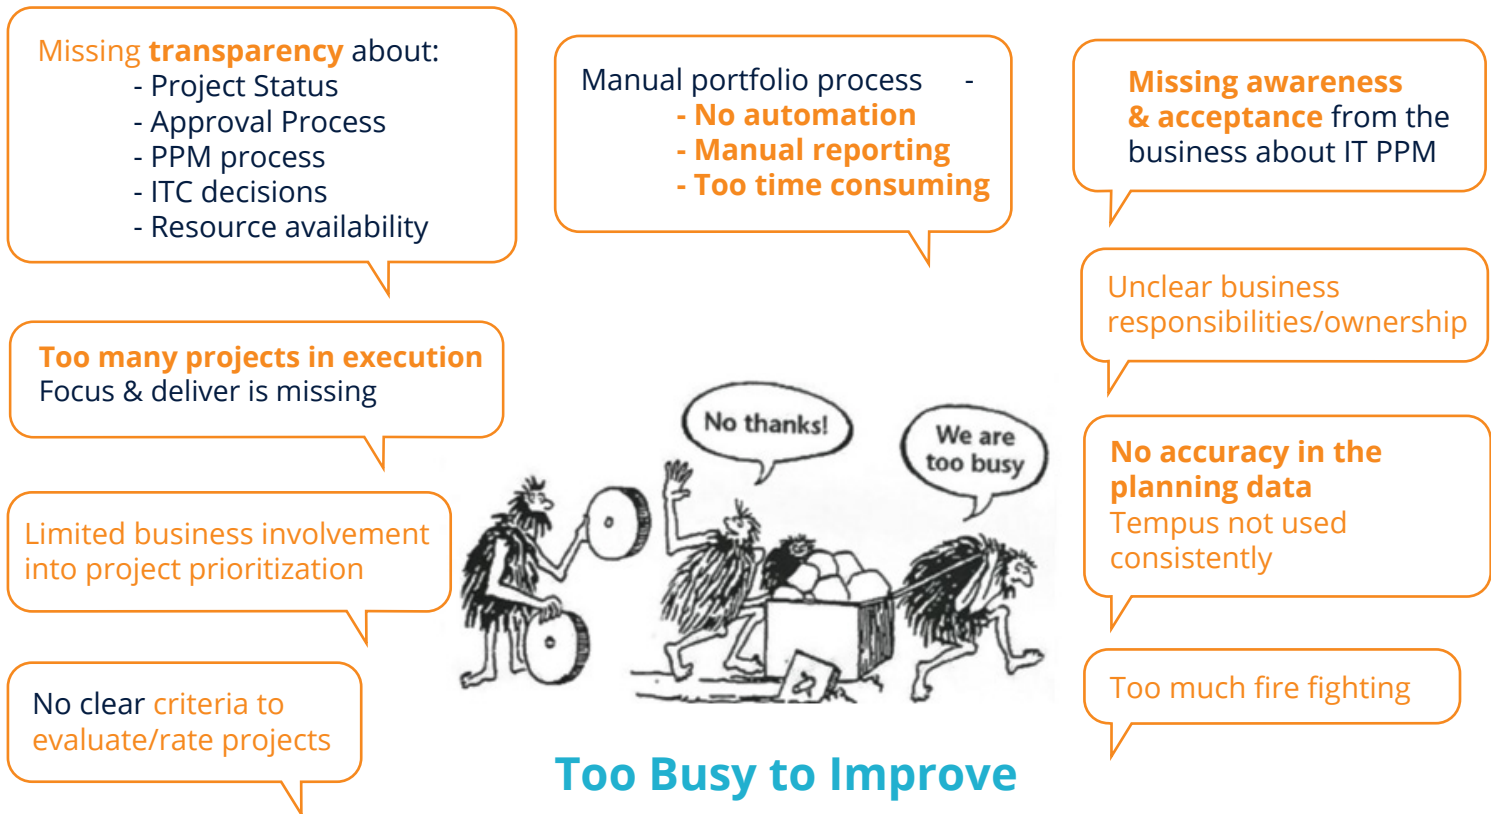 Missing transparency about:
- Project Status
- Approval Process
- PPM process
- ITC decisions
- Resource availability
Manual portfolio process -
- No automation
- Manual reporting
- Too time consuming
Missing awareness
& acceptance from the
business about IT PPM
Unclear business
responsibilities/ownership
Too many projects in execution
Focus & deliver is missing
No thanks!
We are
too busy
No accuracy in the
planning data
Tempus not used
consistently
Limited business involvement
into project prioritization
No clear criteria to
evaluate/rate projects
Too much fire fighting
Too Busy to Improve